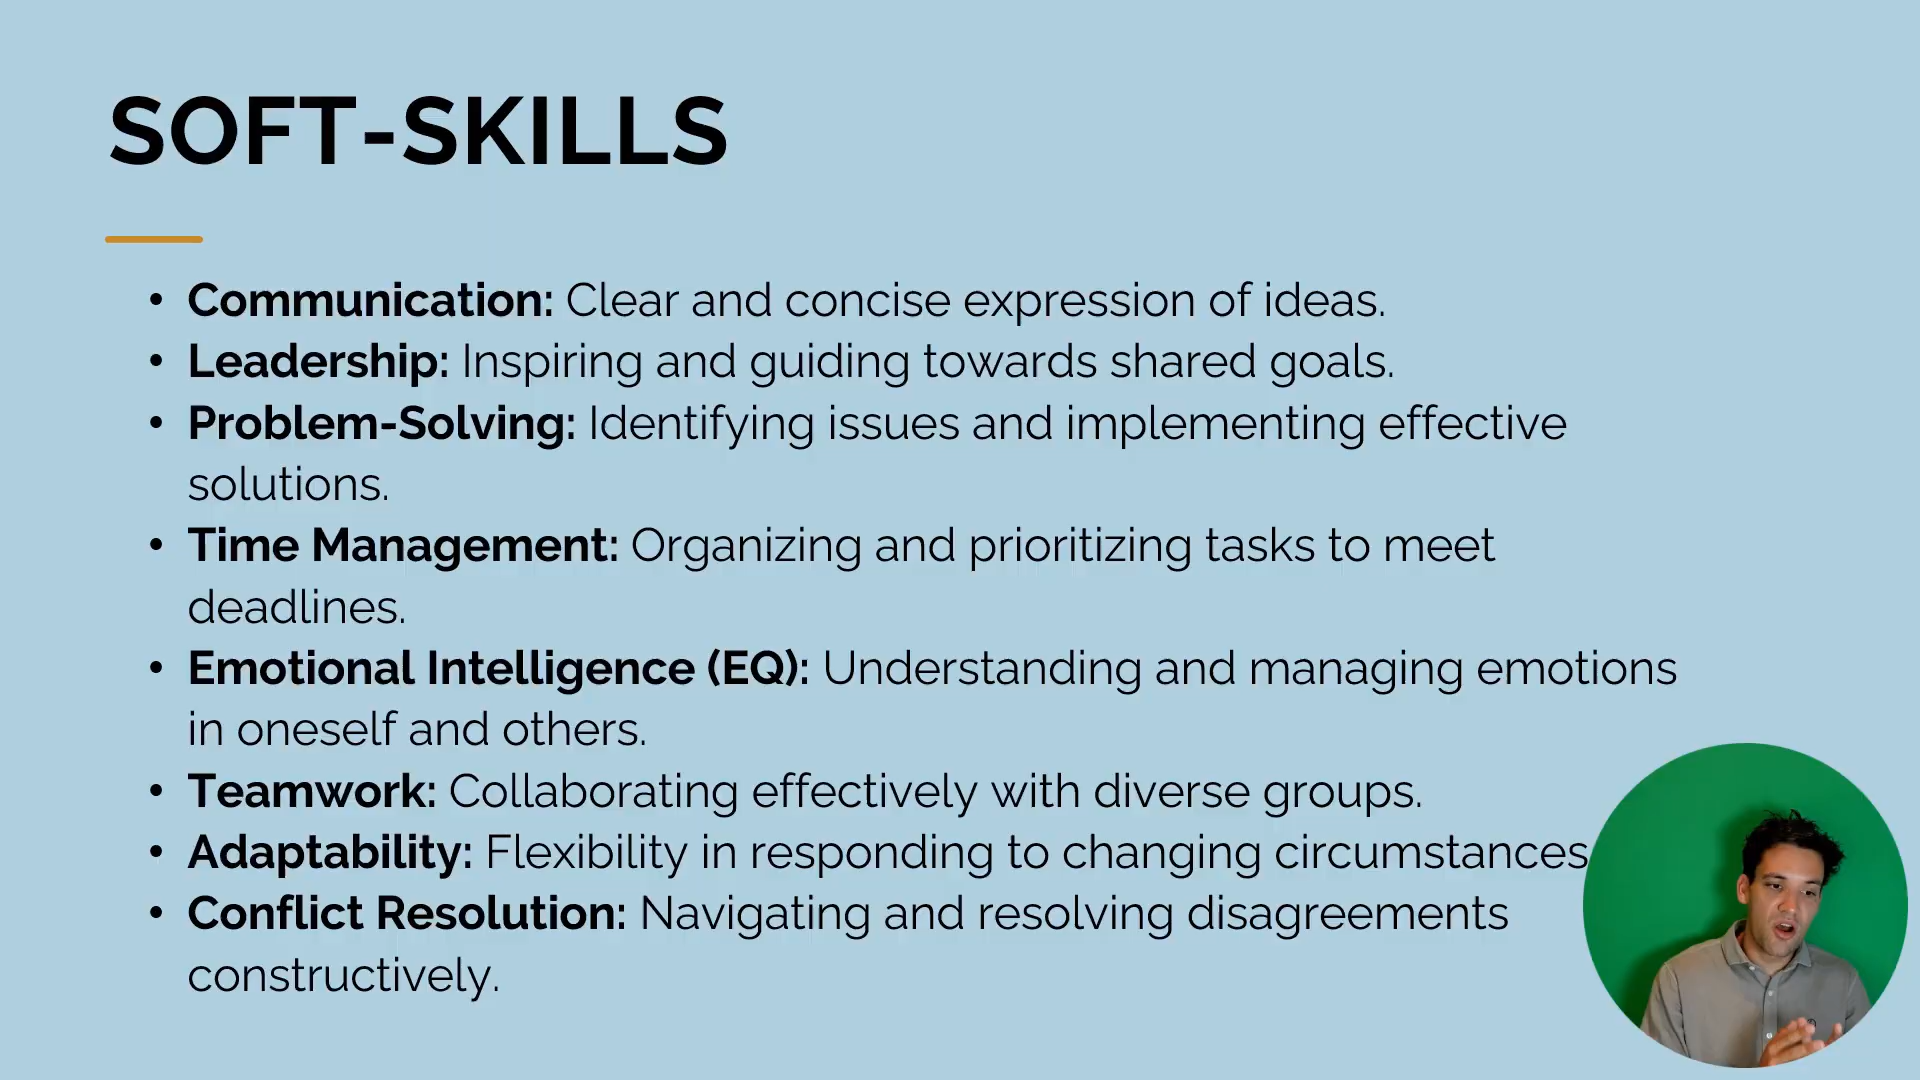 SOFT-SKILLS
• Communication: Clear and concise expression of ideas.
• Leadership: Inspiring and guiding towards shared goals.
• Problem-Solving: Identifying issues and implementing effective
solutions.
• Time Management: Organizing and prioritizing tasks to meet
deadlines.
• Emotional Intelligence (EQ): Understanding and managing emotions
in oneself and others.
• Teamwork: Collaborating effectively with diverse groups.
• Adaptability: Flexibility in responding to changing circumstances
• Conflict Resolution: Navigating and resolving disagreements
constructively.